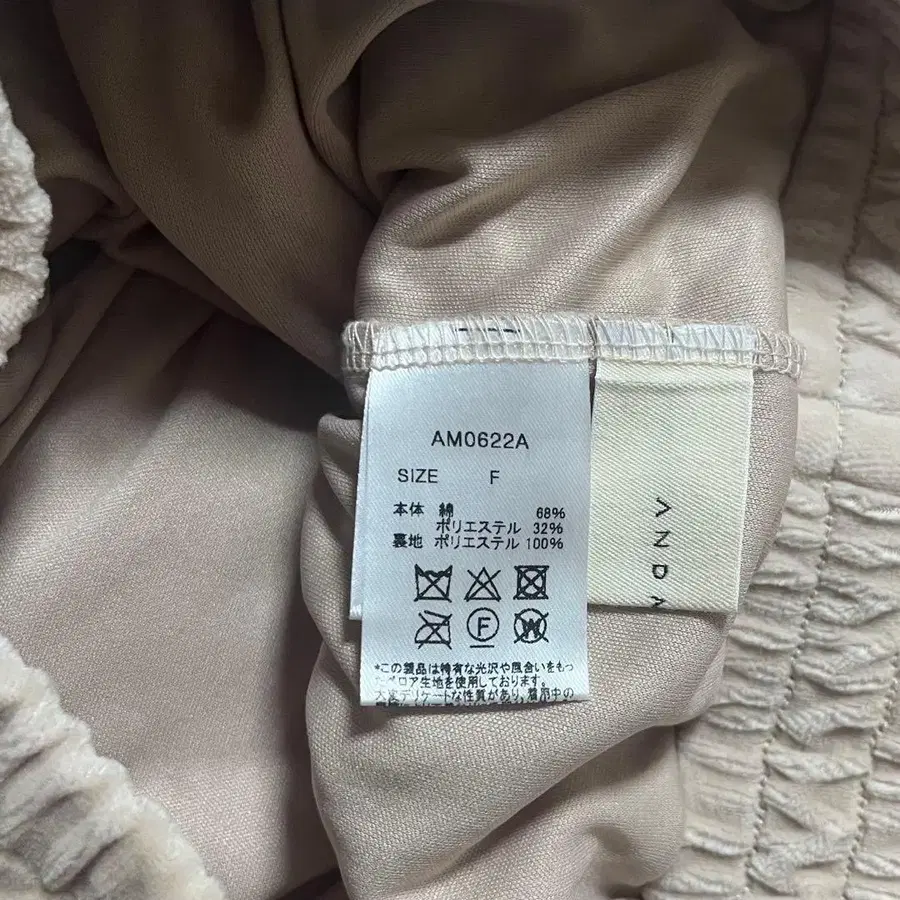 AM0622A
SIZE F
本体 綿 68%
ポリエステル 32%
裏地 ポリエステル 100%
F
W
*この製品は特有な光沢や風合いをもっ
たベロア生地を使用しております。
大変デリケートな性質があり、着用中の
AND